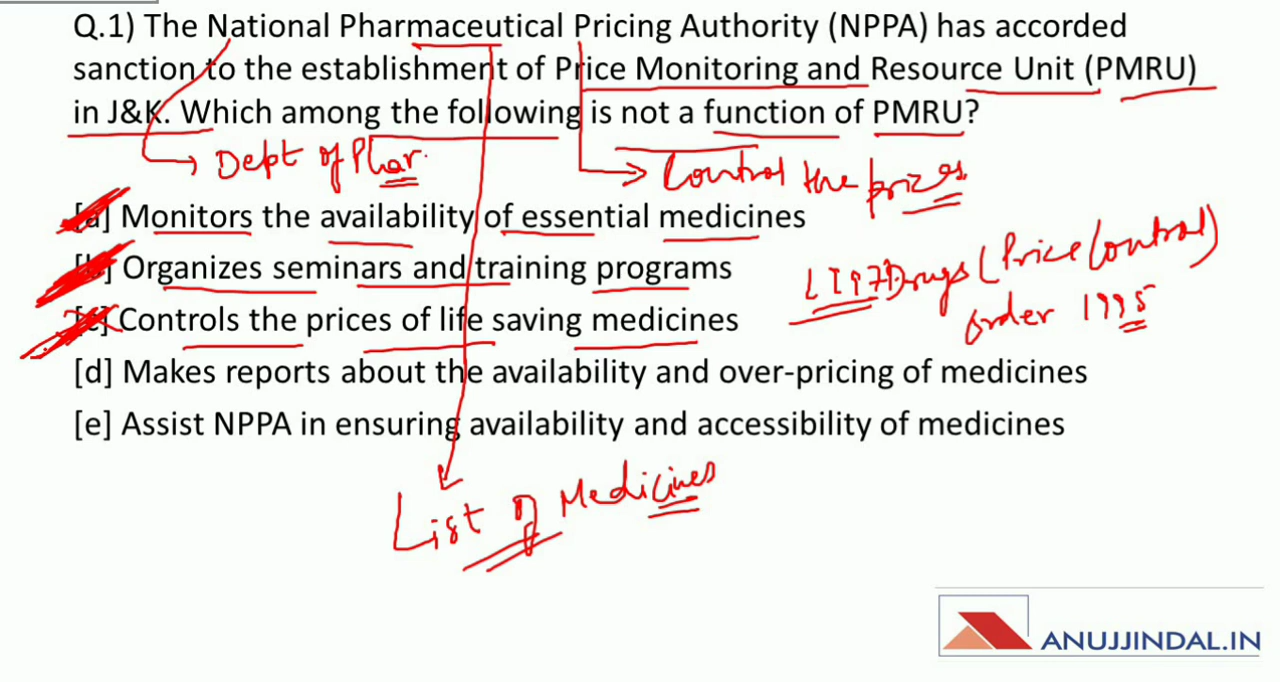 Q.1) The National Pharmaceutical Pricing Authority (NPPA) has accorded
sanction to the establishment of Price Monitoring and Resource Unit (PMRU)
in J&K. Which among the following is not a function of PMRU?
Dept of Phar.
Control the prizes
[a] Monitors the availability of essential medicines
[b] Organizes seminars and training programs
Drugs (Price Control)
order 1995
[c] Controls the prices of life saving medicines
[d] Makes reports about the availability and over-pricing of medicines
[e] Assist NPPA in ensuring availability and accessibility of medicines
List of Medicines
ANUJJINDAL.IN